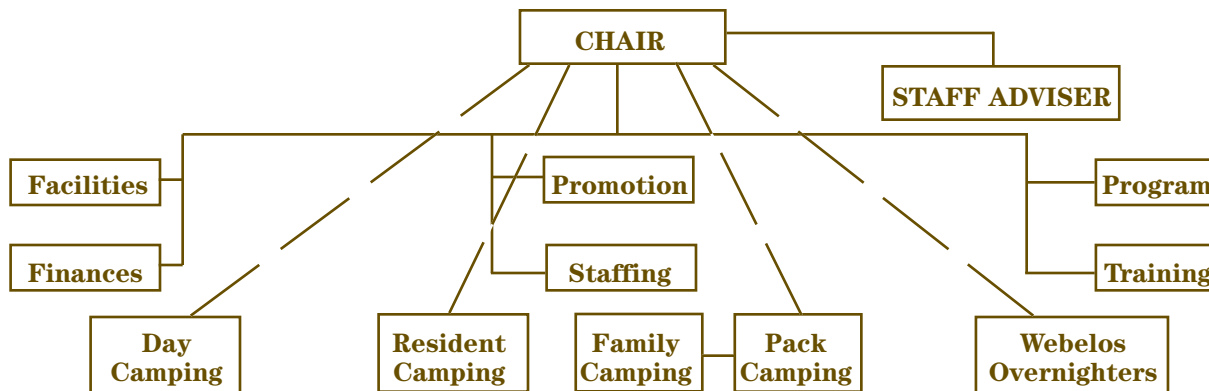 CHAIR
STAFF ADVISER
Facilities
Promotion
Program
Finances
Staffing
Training
Day
Camping
Resident
Camping
Family
Camping
Pack
Camping
Webelos
Overnighters